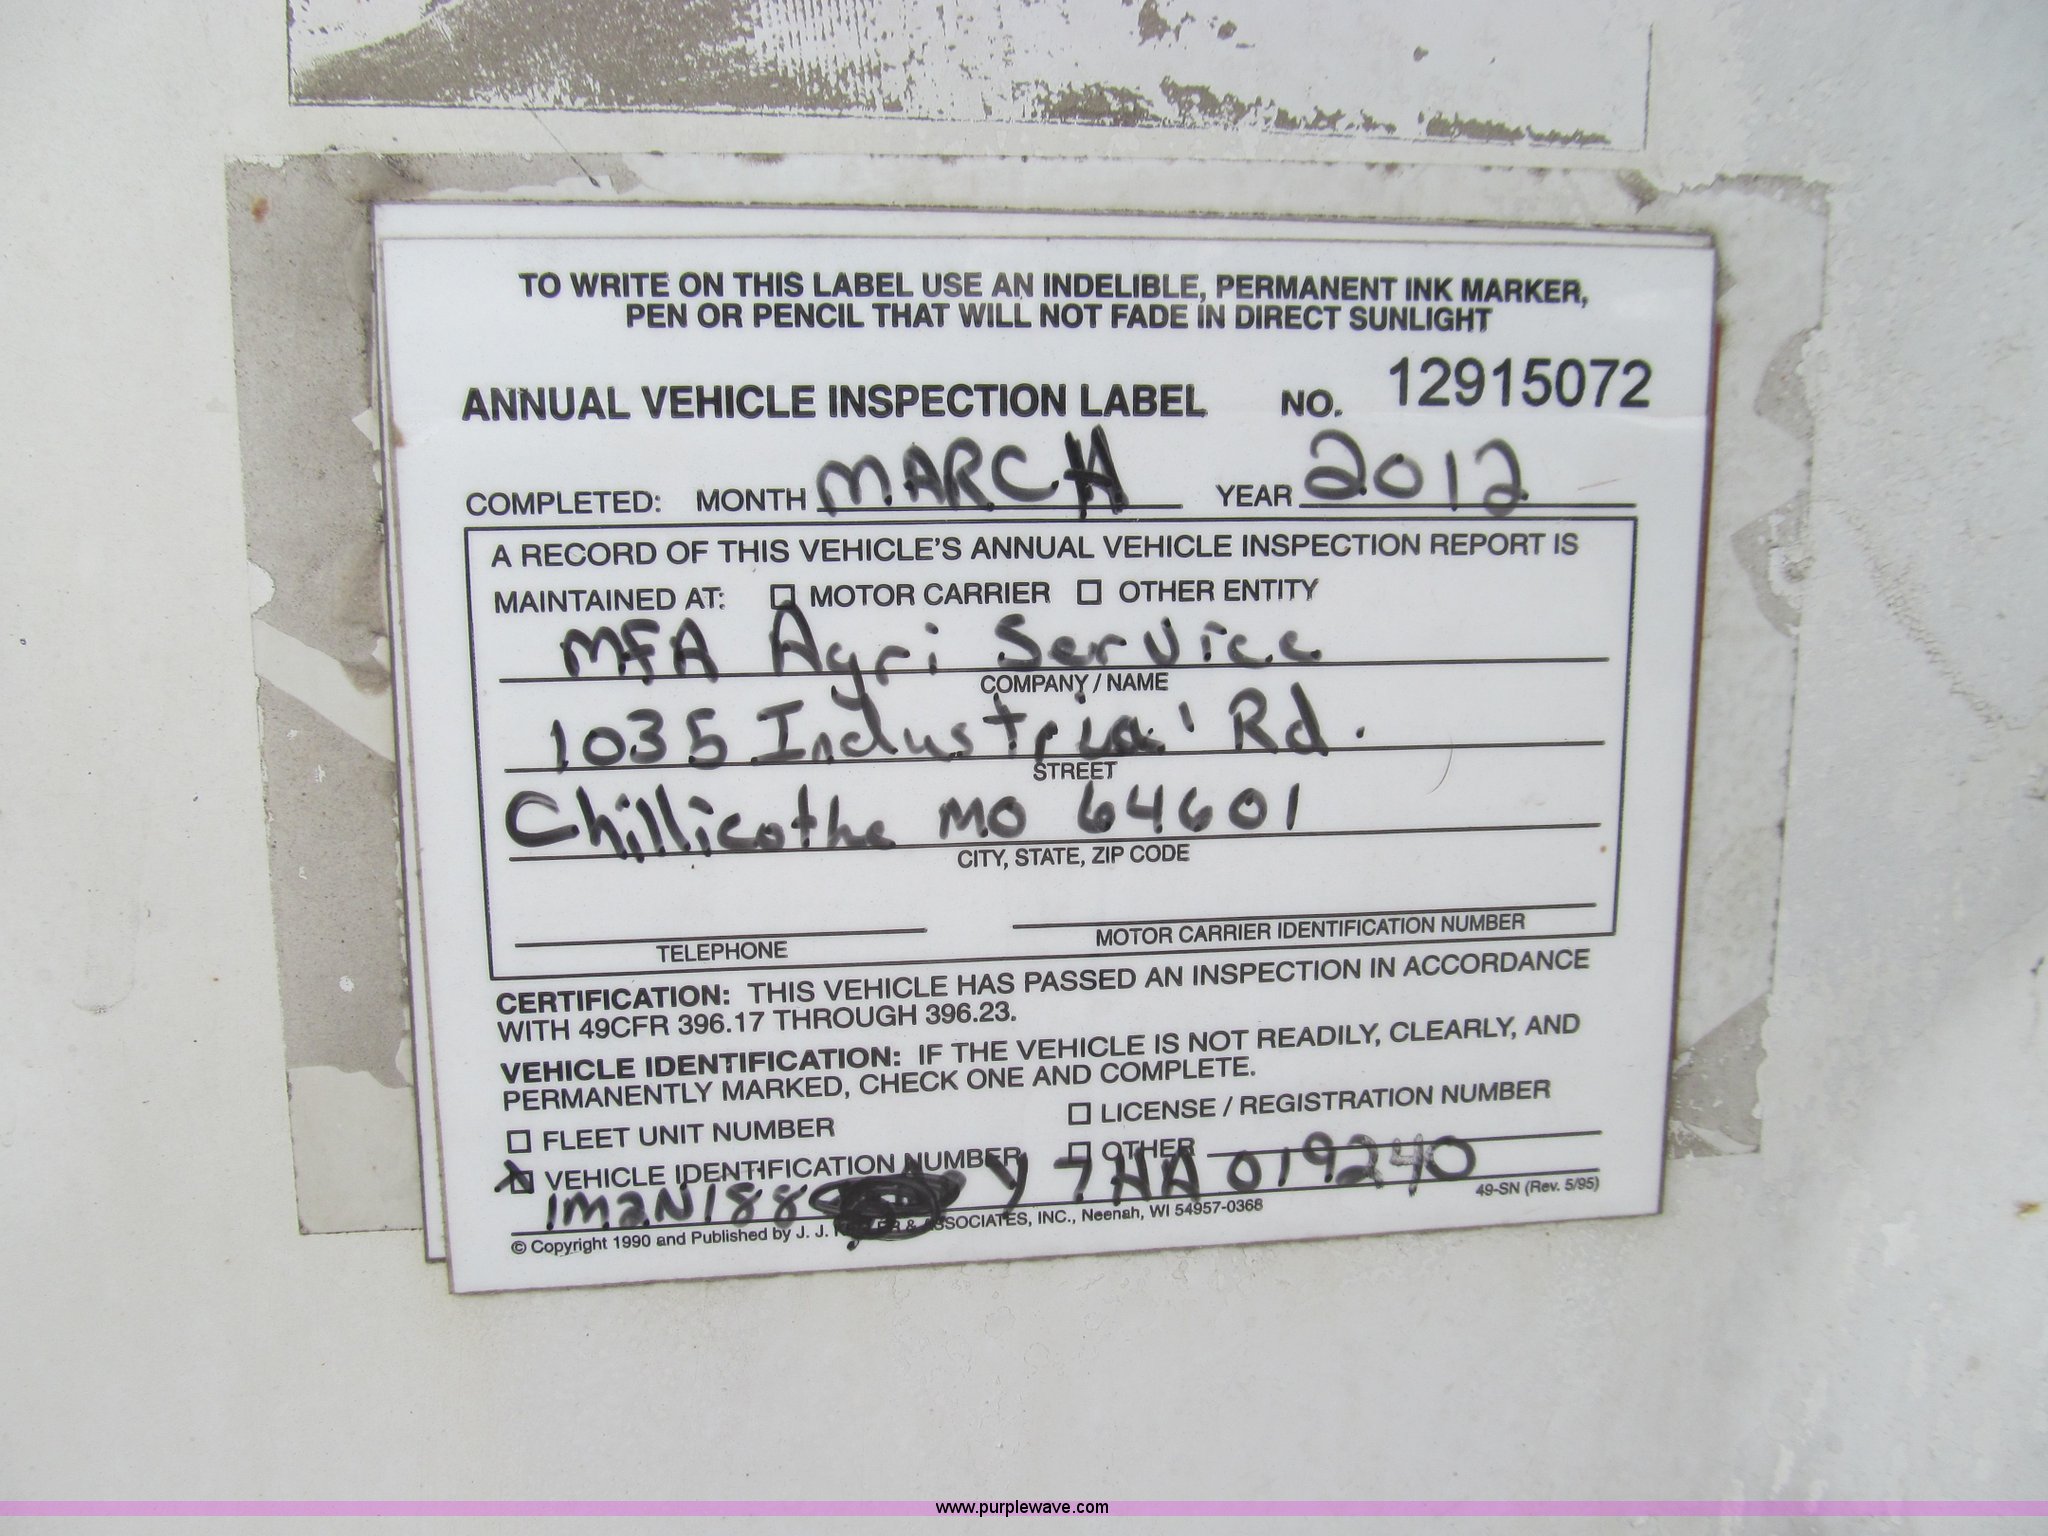 TO WRITE ON THIS LABEL USE AN INDELIBLE, PERMANENT INK MARKER,
PEN OR PENCIL THAT WILL NOT FADE IN DIRECT SUNLIGHT
ANNUAL VEHICLE INSPECTION LABEL NO. 12915072
COMPLETED: MONTH MARCH YEAR 2012
A RECORD OF THIS VEHICLE'S ANNUAL VEHICLE INSPECTION REPORT IS
MAINTAINED AT: ☐ MOTOR CARRIER ☐ OTHER ENTITY
MFA Agri Service
COMPANY / NAME
1035 Industrial Rd.
STREET
Chillicothe MO 64601
CITY, STATE, ZIP CODE
TELEPHONE MOTOR CARRIER IDENTIFICATION NUMBER
CERTIFICATION: THIS VEHICLE HAS PASSED AN INSPECTION IN ACCORDANCE
WITH 49CFR 396.17 THROUGH 396.23.
VEHICLE IDENTIFICATION: IF THE VEHICLE IS NOT READILY, CLEARLY, AND
PERMANENTLY MARKED, CHECK ONE AND COMPLETE.
☐ FLEET UNIT NUMBER ☐ LICENSE / REGISTRATION NUMBER
☒ VEHICLE IDENTIFICATION NUMBER ☐ OTHER
1M2N188 Y7HA019240
© Copyright 1990 and Published by J. J. KELLER & ASSOCIATES, INC., Neenah, WI 54957-0368 49-SN (Rev. 5/95)
www.purplewave.com